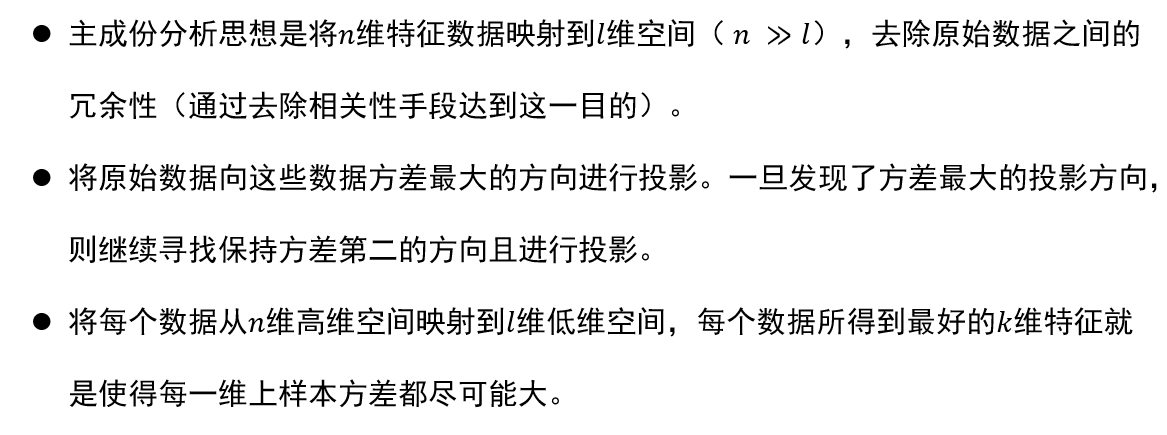 ● 主成份分析思想是将n维特征数据映射到l维空间（ n ≫ l），去除原始数据之间的
冗余性（通过去除相关性手段达到这一目的）。
● 将原始数据向这些数据方差最大的方向进行投影。一旦发现了方差最大的投影方向，
则继续寻找保持方差第二的方向且进行投影。
● 将每个数据从n维高维空间映射到l维低维空间，每个数据所得到最好的k维特征就
是使得每一维上样本方差都尽可能大。